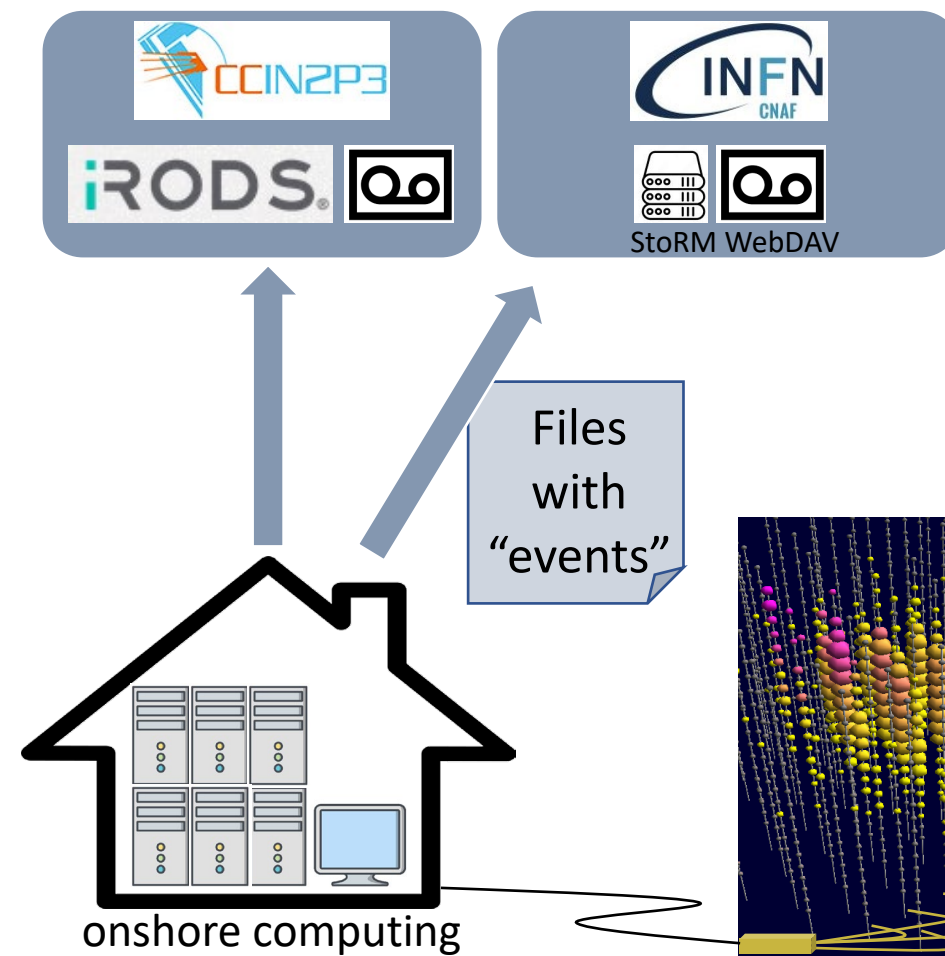 CCIN2P3
iRODS®
INFN
CNAF
StoRM WebDAV
Files
with
“events”
onshore computing